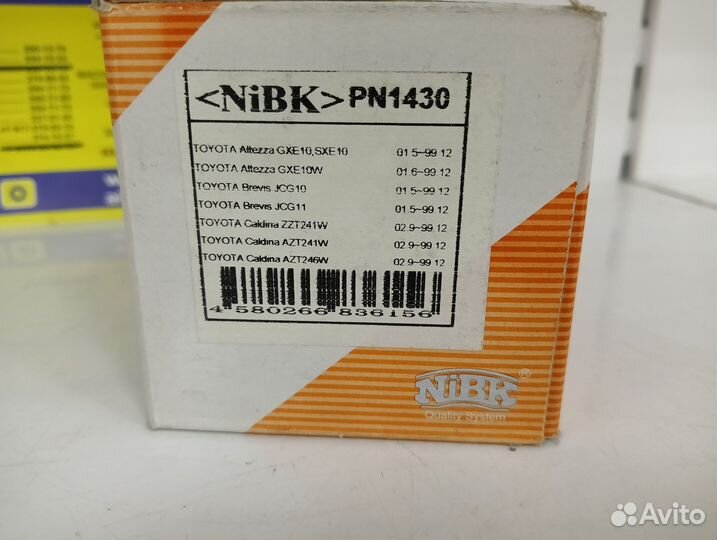 <NiBK> PN1430
TOYOTA Altezza GXE10,SXE10 01.5~99.12
TOYOTA Altezza GXE10W 01.6~99.12
TOYOTA Brevis JCG10 01.5~99.12
TOYOTA Brevis JCG11 01.5~99.12
TOYOTA Caldina ZZT241W 02.9~99.12
TOYOTA Caldina AZT241W 02.9~99.12
TOYOTA Caldina AZT246W 02.9~99.12
4 580266 836156
NiBK®
Quality System
Avito